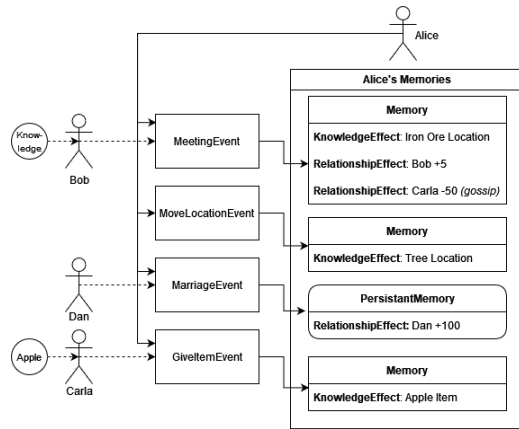 Alice
Alice's Memories
Know-
ledge
Bob
MeetingEvent
Memory
KnowledgeEffect: Iron Ore Location
RelationshipEffect: Bob +5
RelationshipEffect: Carla -50 (gossip)
MoveLocationEvent
Memory
KnowledgeEffect: Tree Location
Dan
MarriageEvent
PersistantMemory
RelationshipEffect: Dan +100
Apple
Carla
GiveItemEvent
Memory
KnowledgeEffect: Apple Item